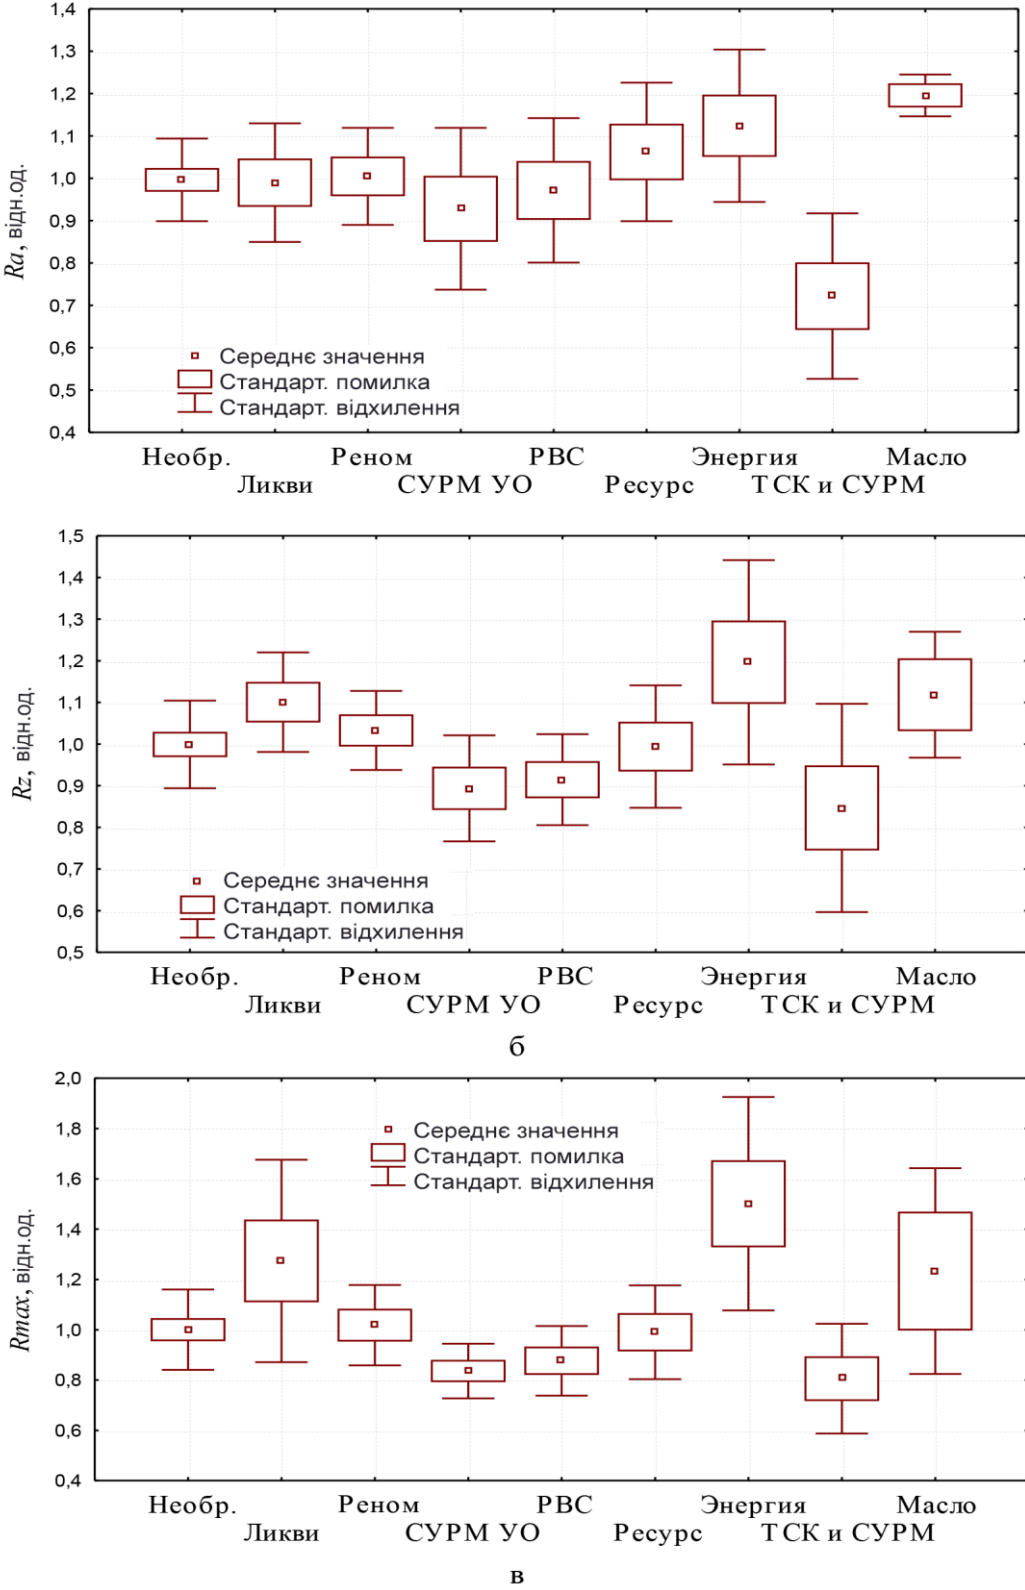 1,4
1,3
1,2
1,1
1,0
0,9
0,8
0,7
0,6
0,5
0,4
Ra, відн.од.
Середнє значення
Стандарт. помилка
Стандарт. відхилення
Необр. Реном РВС Энергия Масло
Ликви СУРМ УО Ресурс ТСК и СУРМ
1,5
1,4
1,3
1,2
1,1
1,0
0,9
0,8
0,7
0,6
0,5
Rz, відн.од.
Середнє значення
Стандарт. помилка
Стандарт. відхилення
Необр. Реном РВС Энергия Масло
Ликви СУРМ УО Ресурс ТСК и СУРМ
б
2,0
1,8
1,6
1,4
1,2
1,0
0,8
0,6
0,4
Rmax, відн.од.
Середнє значення
Стандарт. помилка
Стандарт. відхилення
Необр. Реном РВС Энергия Масло
Ликви СУРМ УО Ресурс ТСК и СУРМ
в